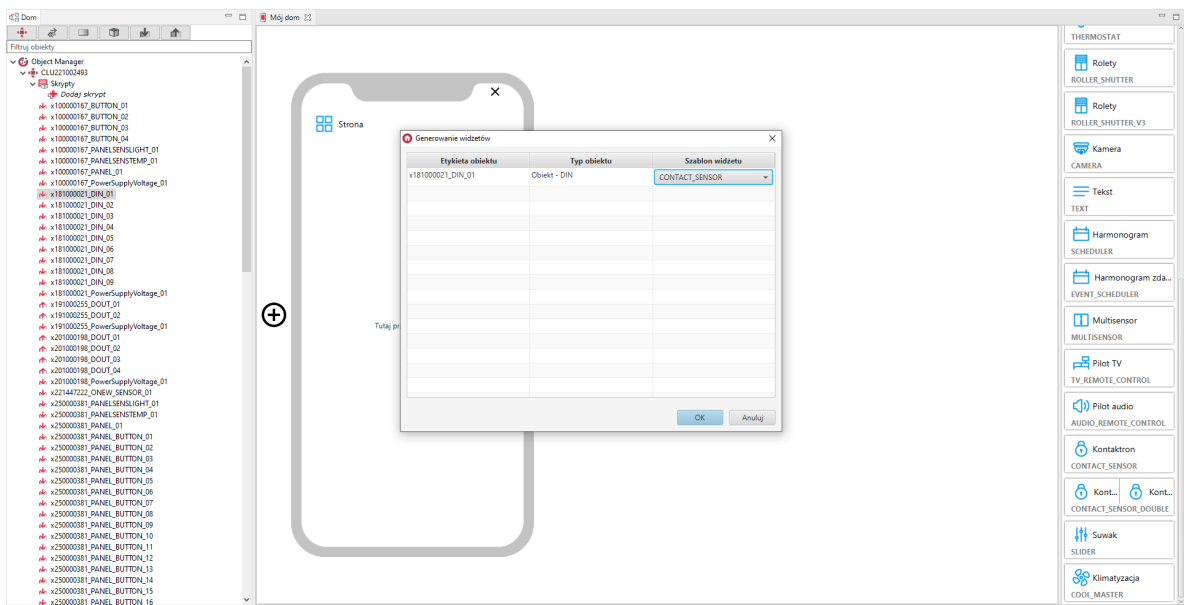 Dom
Mój dom
Filtruj obiekty
Object Manager
CLU221002493
Skrypty
Dodaj skrypt
x100000167_BUTTON_01
x100000167_BUTTON_02
x100000167_BUTTON_03
x100000167_BUTTON_04
x100000167_PANELSENSLIGHT_01
x100000167_PANELSENSTEMP_01
x100000167_PANEL_01
x100000167_PowerSupplyVoltage_01
x181000021_DIN_01
x181000021_DIN_02
x181000021_DIN_03
x181000021_DIN_04
x181000021_DIN_05
x181000021_DIN_06
x181000021_DIN_07
x181000021_DIN_08
x181000021_DIN_09
x181000021_PowerSupplyVoltage_01
x191000255_DOUT_01
x191000255_DOUT_02
x191000255_PowerSupplyVoltage_01
x201000198_DOUT_01
x201000198_DOUT_02
x201000198_DOUT_03
x201000198_DOUT_04
x201000198_PowerSupplyVoltage_01
x221447222_ONEW_SENSOR_01
x250000381_PANELSENSLIGHT_01
x250000381_PANELSENSTEMP_01
x250000381_PANEL_01
x250000381_PANEL_BUTTON_01
x250000381_PANEL_BUTTON_02
x250000381_PANEL_BUTTON_03
x250000381_PANEL_BUTTON_04
x250000381_PANEL_BUTTON_05
x250000381_PANEL_BUTTON_06
x250000381_PANEL_BUTTON_07
x250000381_PANEL_BUTTON_08
x250000381_PANEL_BUTTON_09
x250000381_PANEL_BUTTON_10
x250000381_PANEL_BUTTON_11
x250000381_PANEL_BUTTON_12
x250000381_PANEL_BUTTON_13
x250000381_PANEL_BUTTON_14
x250000381_PANEL_BUTTON_15
x250000381_PANEL_BUTTON_16
Strona
Tutaj pr
Generowanie widżetów
Etykieta obiektu Typ obiektu Szablon widżetu
x181000021_DIN_01 Obiekt - DIN CONTACT_SENSOR
OK Anuluj
THERMOSTAT
Rolety
ROLLER_SHUTTER
Rolety
ROLLER_SHUTTER_V3
Kamera
CAMERA
Tekst
TEXT
Harmonogram
SCHEDULER
Harmonogram zda...
EVENT_SCHEDULER
Multisensor
MULTISENSOR
Pilot TV
TV_REMOTE_CONTROL
Pilot audio
AUDIO_REMOTE_CONTROL
Kontaktron
CONTACT_SENSOR
Kont... Kont...
CONTACT_SENSOR_DOUBLE
Suwak
SLIDER
Klimatyzacja
COOL_MASTER